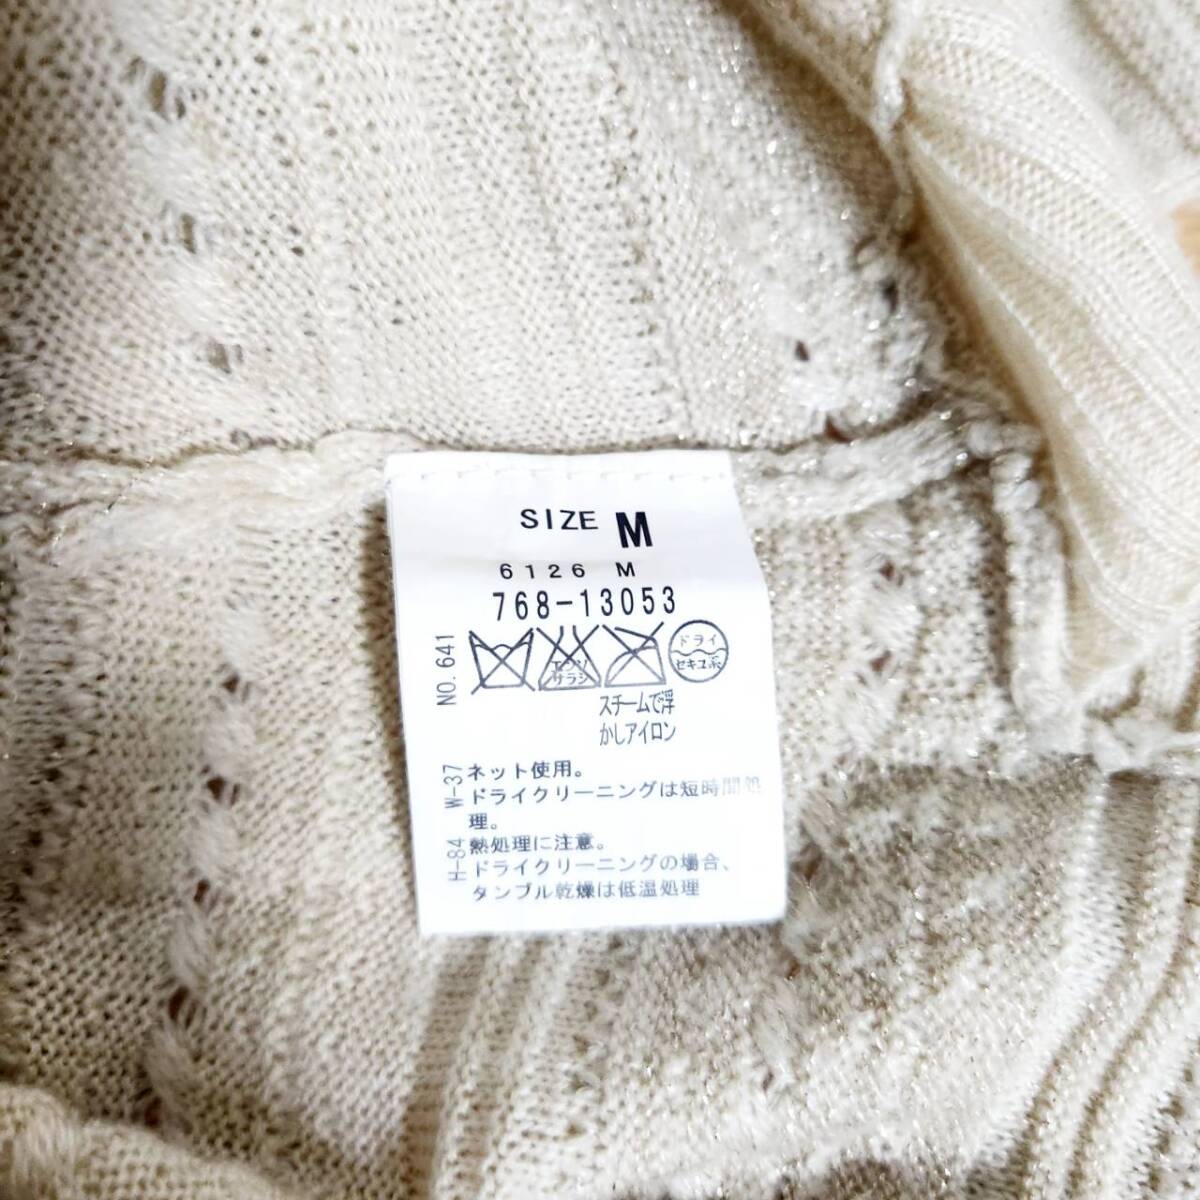 SIZE M
6126 M
768-13053
NO.641
エンソ
サラシ
ドライ
セキユ系
スチームで浮
かしアイロン
W-37
H-84
ネット使用。
ドライクリーニングは短時間処
理。
熱処理に注意。
ドライクリーニングの場合、
タンブル乾燥は低温処理